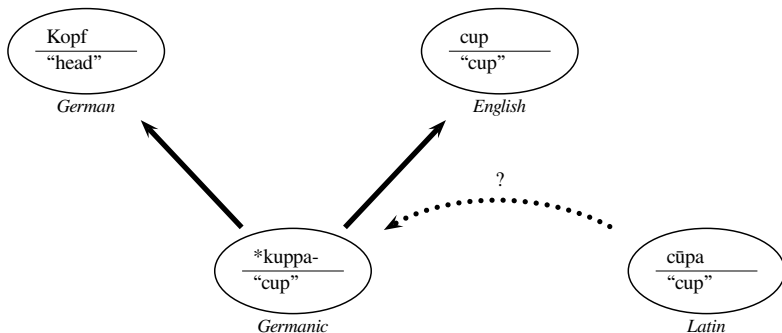 Kopf
“head”
German
cup
“cup”
English
?
*kuppa-
“cup”
Germanic
cūpa
“cup”
Latin